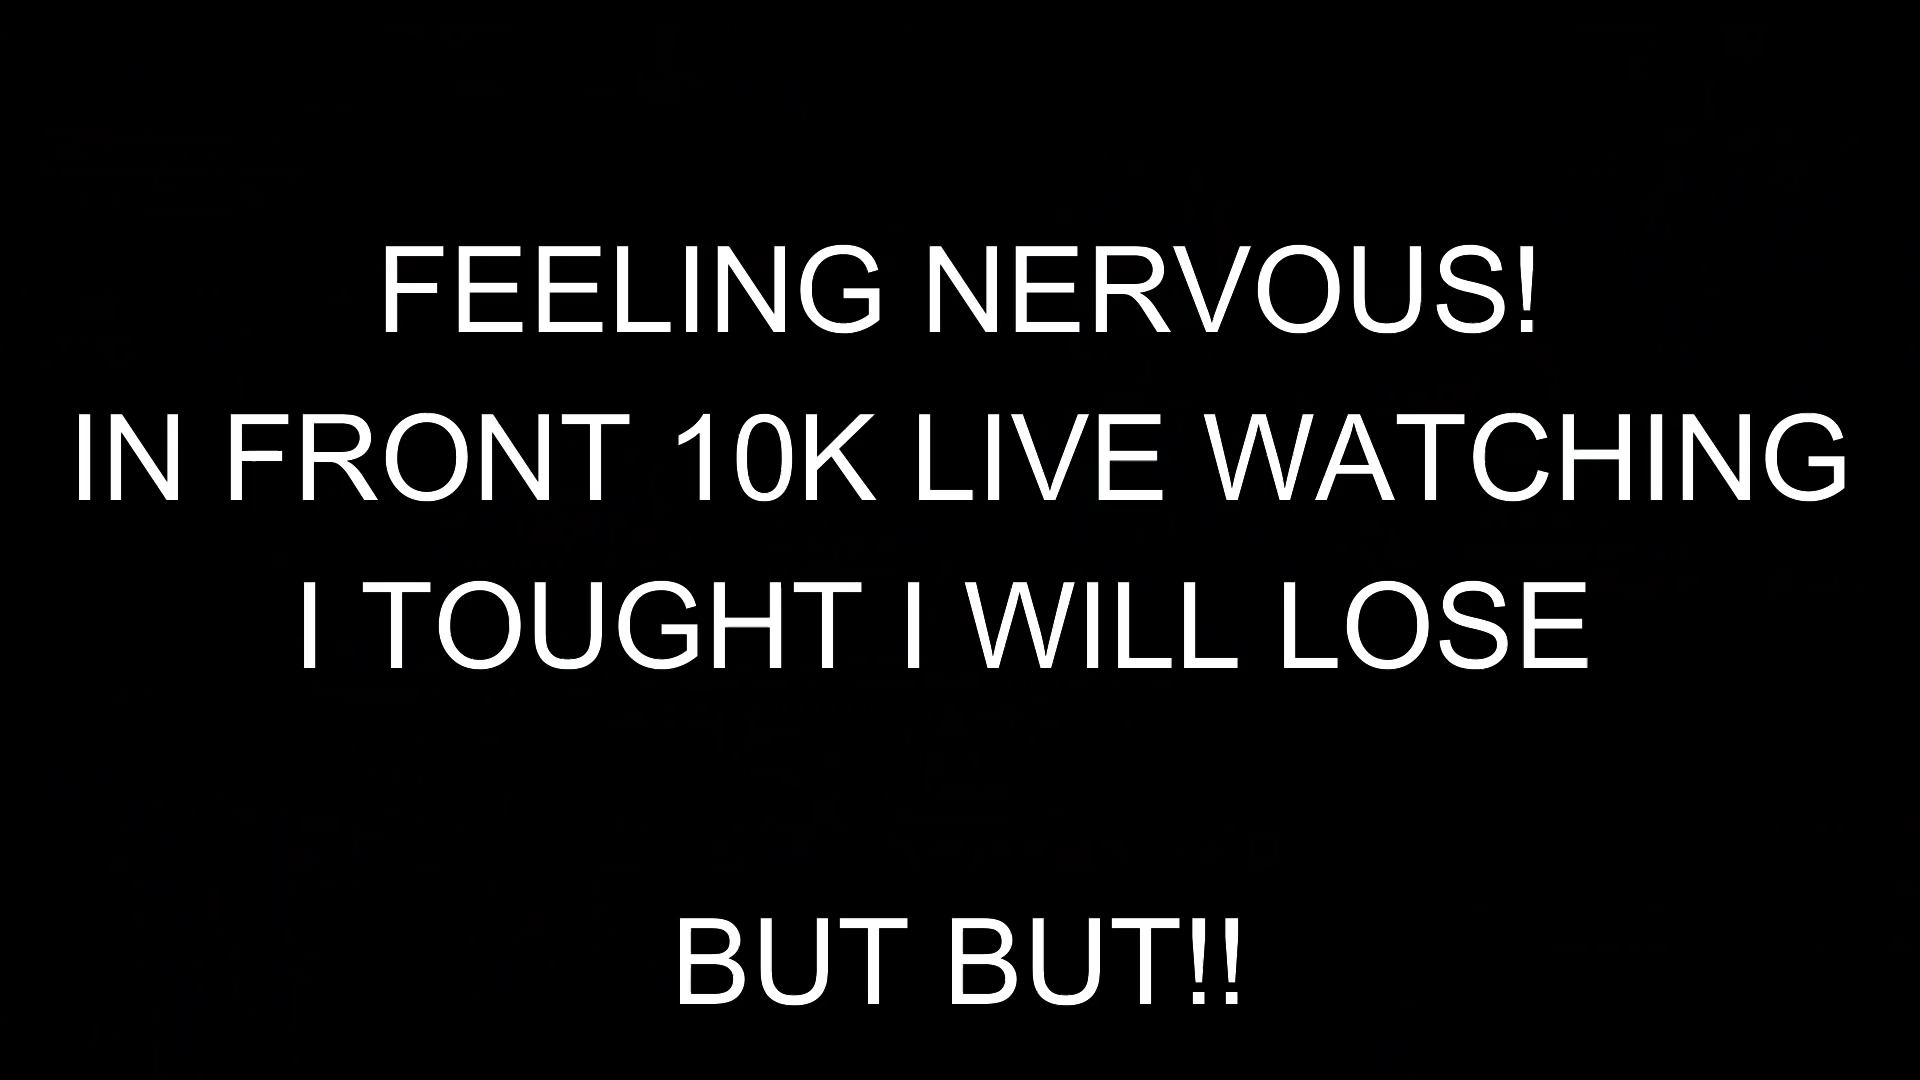 FEELING NERVOUS!
IN FRONT 10K LIVE WATCHING
I TOUGHT I WILL LOSE
BUT BUT!!